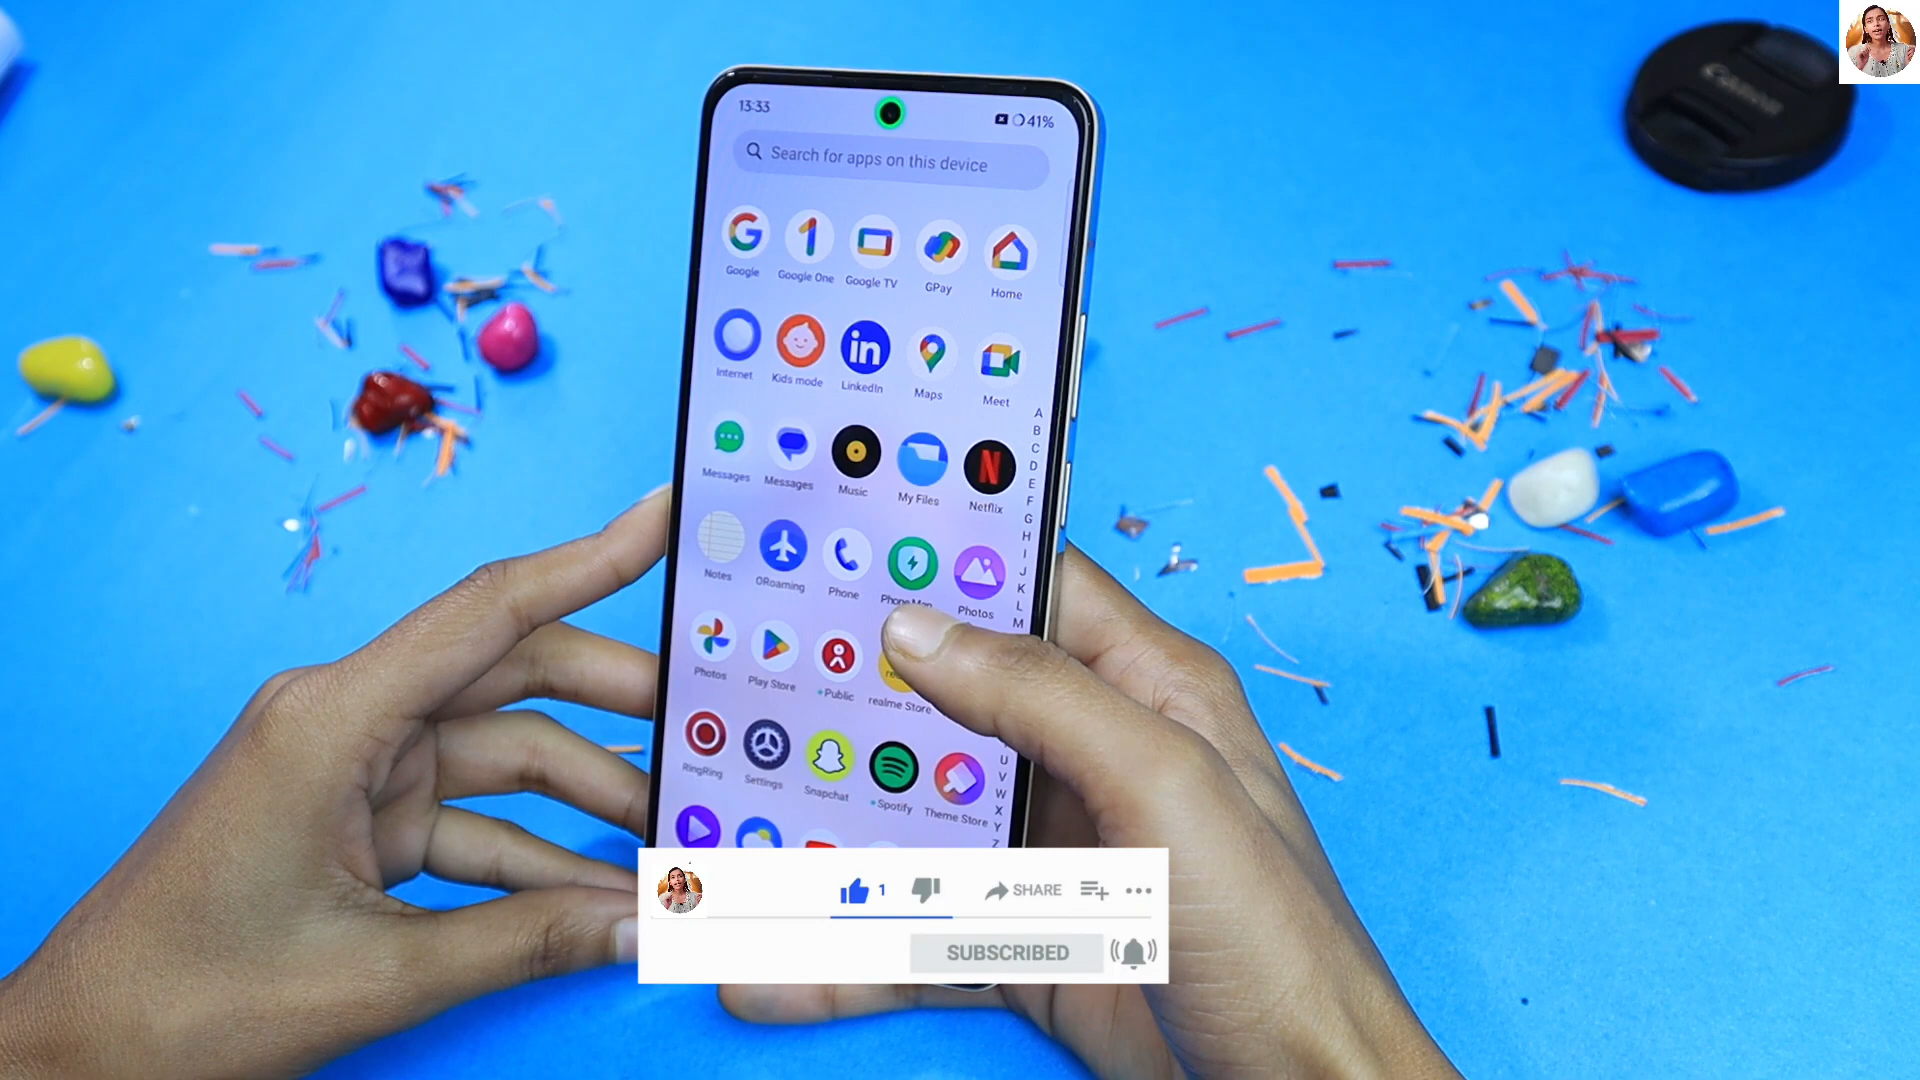 13:33
41%
Search for apps on this device
Canon
Google
Google One
Google TV
GPay
Home
Internet
Kids mode
LinkedIn
Maps
Meet
Messages
Messages
Music
My Files
Netflix
Notes
ORoaming
Phone
Photos
Photos
Play Store
Public
realme Store
RingRing
Settings
Snapchat
Spotify
Theme Store
A
B
C
D
E
F
G
H
I
J
K
L
M
U
V
W
X
Y
Z
1
SHARE
SUBSCRIBED